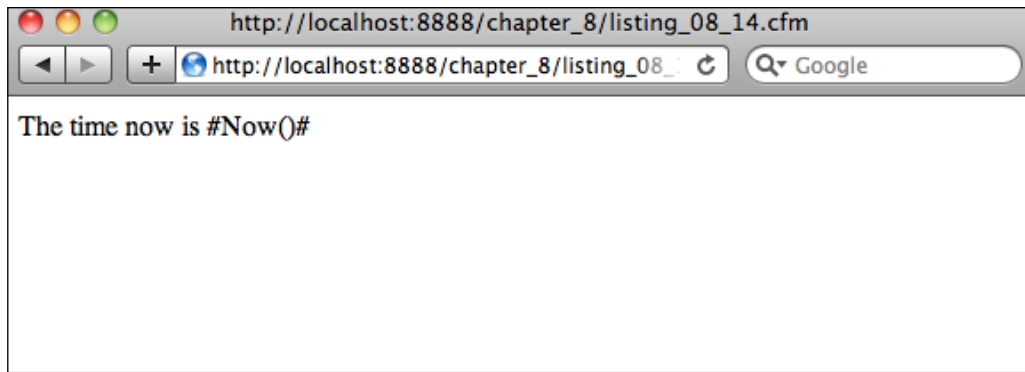 http://localhost:8888/chapter_8/listing_08_14.cfm
http://localhost:8888/chapter_8/listing_08_
Google
The time now is #Now()#